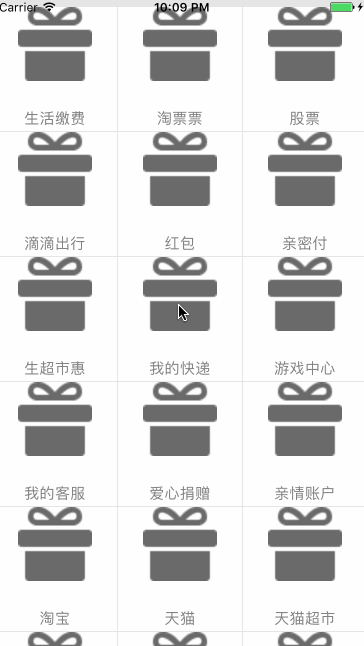 Carrier 10:09 PM
生活缴费 淘票票 股票
滴滴出行 红包 亲密付
生超市惠 我的快递 游戏中心
我的客服 爱心捐赠 亲情账户
淘宝 天猫 天猫超市